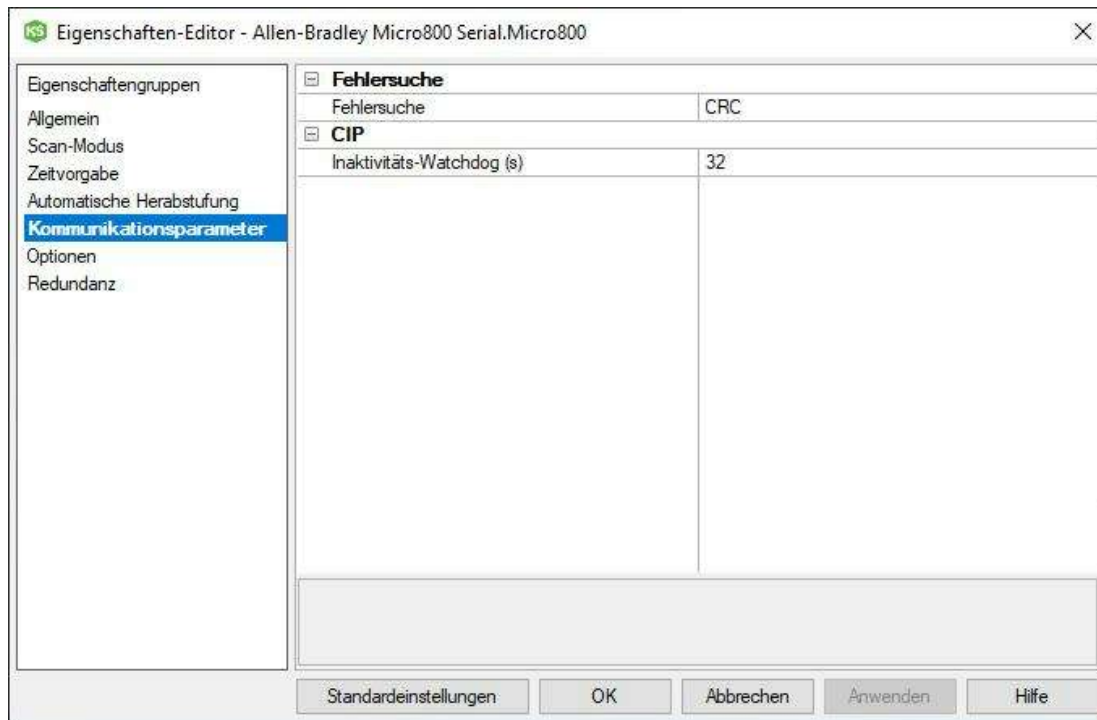 KS Eigenschaften-Editor - Allen-Bradley Micro800 Serial.Micro800
Eigenschaftengruppen
Allgemein
Scan-Modus
Zeitvorgabe
Automatische Herabstufung
Kommunikationsparameter
Optionen
Redundanz
Fehlersuche
Fehlersuche CRC
CIP
Inaktivitäts-Watchdog (s) 32
Standardeinstellungen OK Abbrechen Anwenden Hilfe